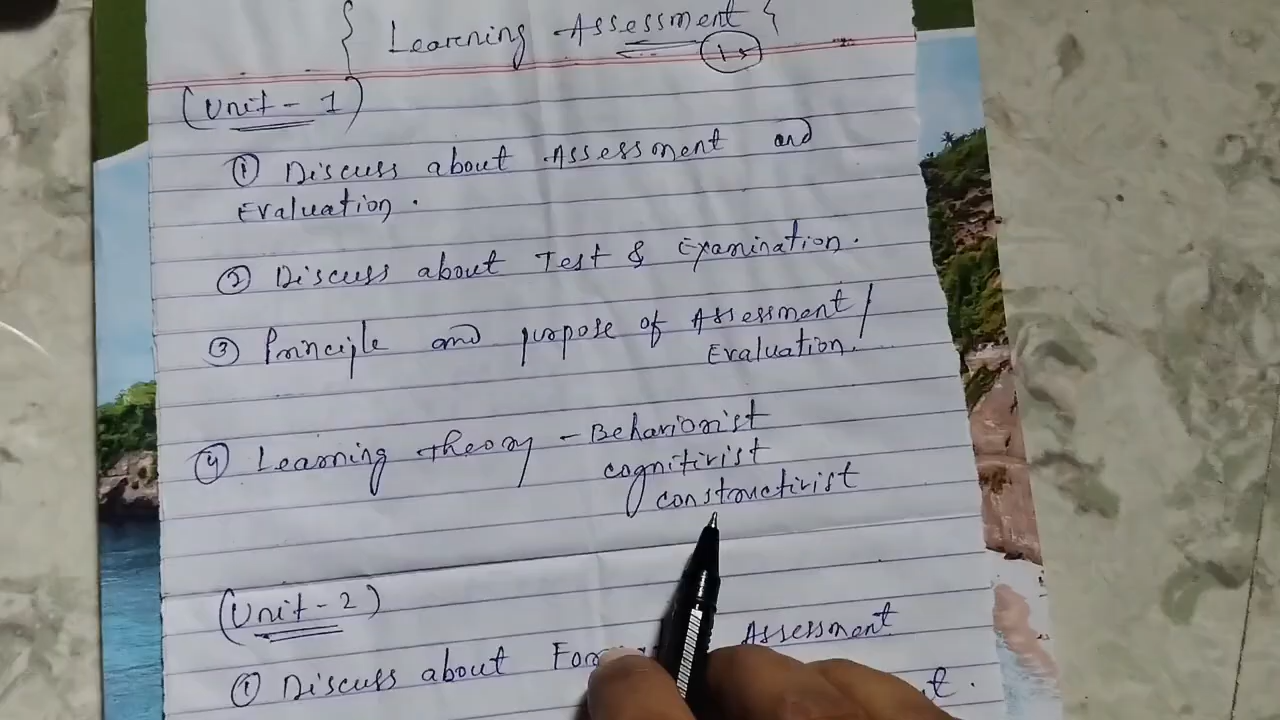 { Learning Assessment }
(Unit - 1)
① Discuss about Assessment and
Evaluation.
② Discuss about Test & Examination.
③ Principle and purpose of Assessment /
Evaluation.
④ Learning theory - Behaviorist
cognitivist
constructivist
(Unit - 2)
① Discuss about Assessment